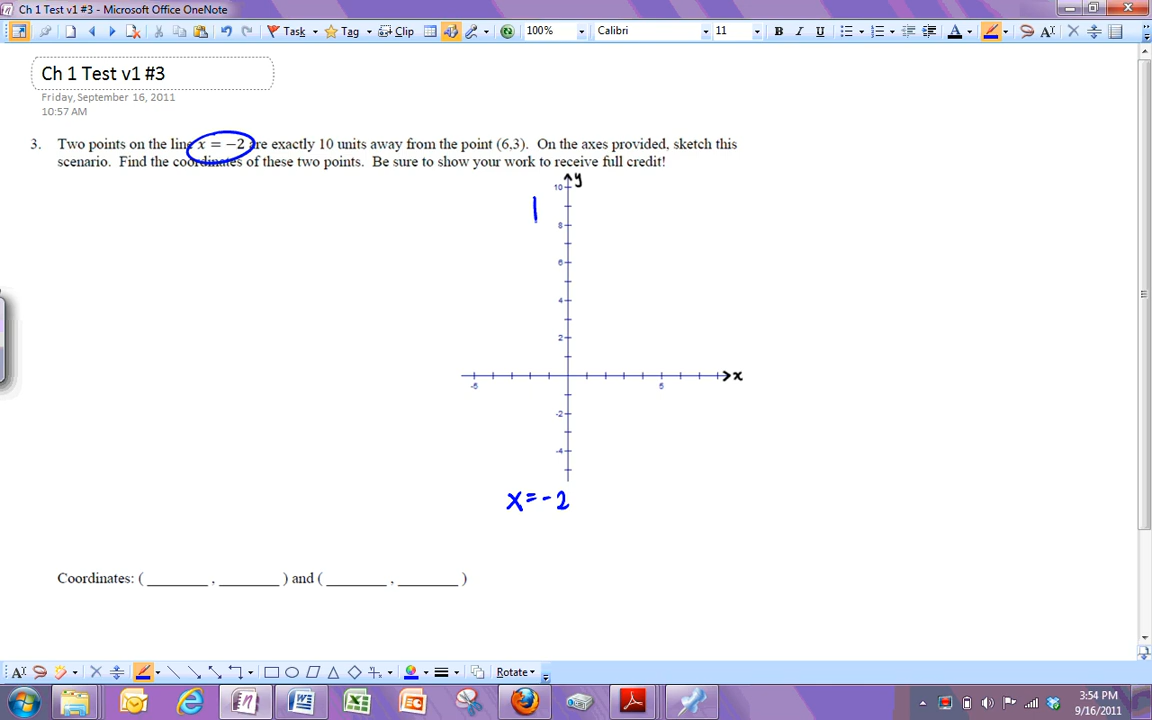 Ch 1 Test v1 #3 - Microsoft Office OneNote
Task Tag Clip 100% Calibri 11 B I U A
Ch 1 Test v1 #3
Friday, September 16, 2011
10:57 AM
3. Two points on the line x = −2 are exactly 10 units away from the point (6,3). On the axes provided, sketch this
scenario. Find the coordinates of these two points. Be sure to show your work to receive full credit!
y
10
8
6
4
2
x
-5 5
-2
-4
x=-2
Coordinates: ( ________ , ________ ) and ( ________ , ________ )
Rotate
3:54 PM
9/16/2011